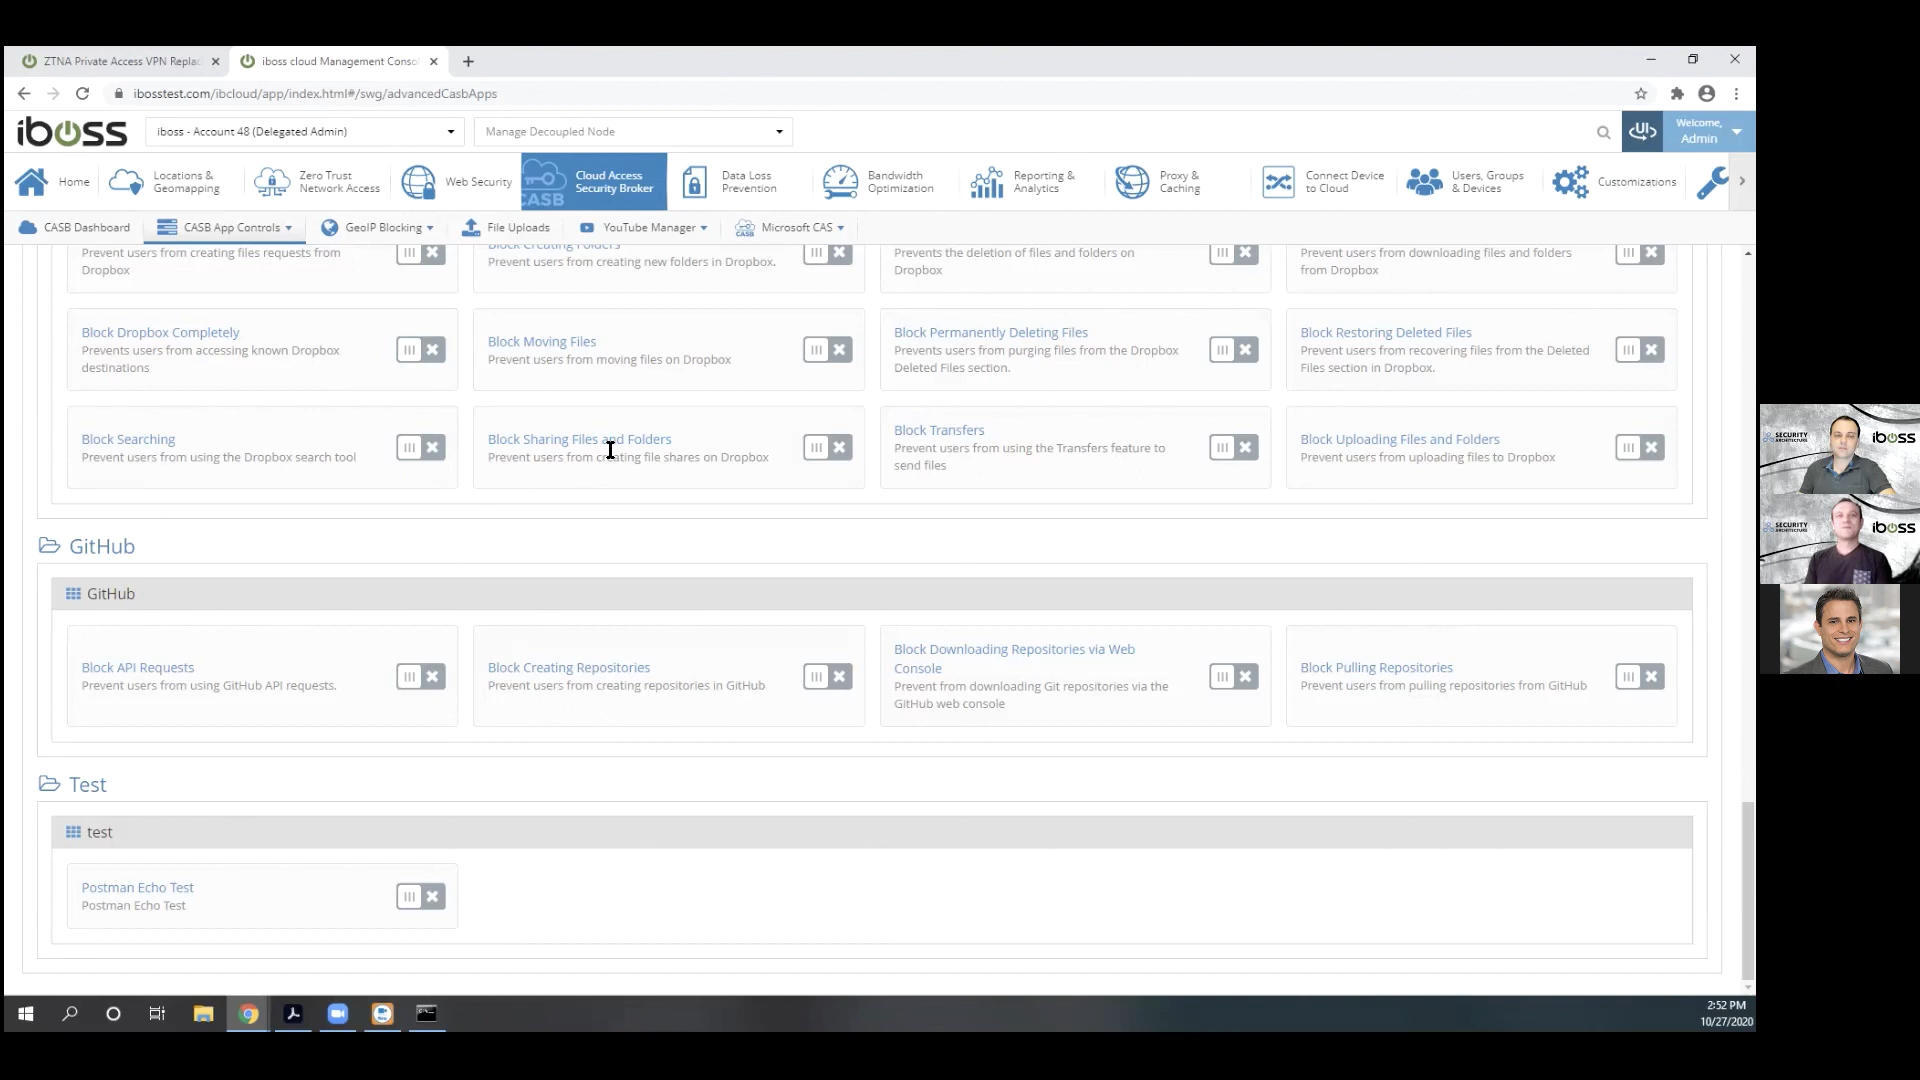 ZTNA Private Access VPN Repla
iboss cloud Management Conso
ibosstest.com/ibcloud/app/index.html#/swg/advancedCasbApps
iboss
iboss - Account 48 (Delegated Admin)
Manage Decoupled Node
Welcome,
Admin
Home
Locations &
Geomapping
Zero Trust
Network Access
Web Security
CASB
Cloud Access
Security Broker
Data Loss
Prevention
Bandwidth
Optimization
Reporting &
Analytics
Proxy &
Caching
Connect Device
to Cloud
Users, Groups
& Devices
Customizations
CASB Dashboard
CASB App Controls
GeoIP Blocking
File Uploads
YouTube Manager
Microsoft CAS
Prevent users from creating files requests from
Dropbox
Block Creating Folders
Prevent users from creating new folders in Dropbox.
Prevents the deletion of files and folders on
Dropbox
Prevent users from downloading files and folders
from Dropbox
Block Dropbox Completely
Prevents users from accessing known Dropbox
destinations
Block Moving Files
Prevent users from moving files on Dropbox
Block Permanently Deleting Files
Prevents users from purging files from the Dropbox
Deleted Files section.
Block Restoring Deleted Files
Prevent users from recovering files from the Deleted
Files section in Dropbox.
Block Searching
Prevent users from using the Dropbox search tool
Block Sharing Files and Folders
Prevent users from creating file shares on Dropbox
Block Transfers
Prevent users from using the Transfers feature to
send files
Block Uploading Files and Folders
Prevent users from uploading files to Dropbox
GitHub
GitHub
Block API Requests
Prevent users from using GitHub API requests.
Block Creating Repositories
Prevent users from creating repositories in GitHub
Block Downloading Repositories via Web
Console
Prevent from downloading Git repositories via the
GitHub web console
Block Pulling Repositories
Prevent users from pulling repositories from GitHub
Test
test
Postman Echo Test
Postman Echo Test
2:52 PM
10/27/2020
SECURITY
ARCHITECTURE
iboss
SECURITY
ARCHITECTURE
iboss